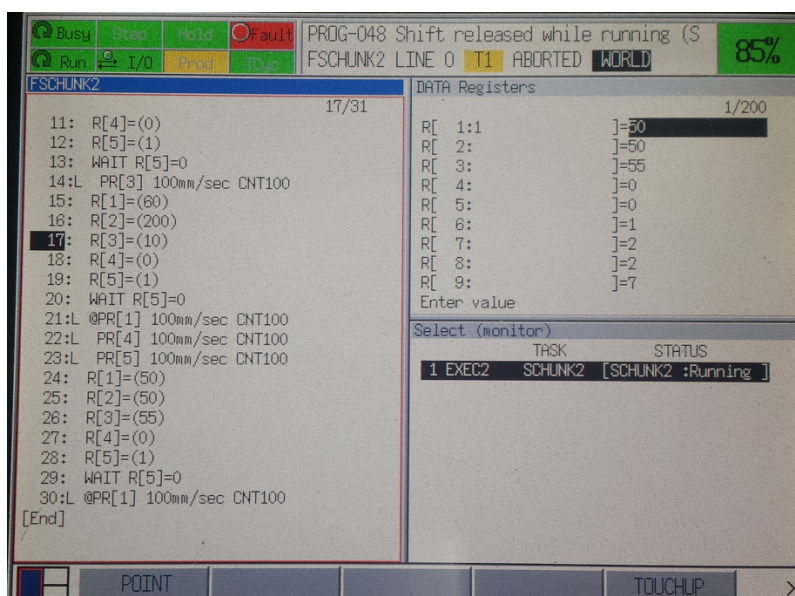 Busy Step Hold Fault
Run I/O Prod TCyc
PROG-048 Shift released while running (S
FSCHUNK2 LINE 0 T1 ABORTED WORLD
85%
FSCHUNK2
17/31
11: R[4]=(0)
12: R[5]=(1)
13: WAIT R[5]=0
14:L PR[3] 100mm/sec CNT100
15: R[1]=(60)
16: R[2]=(200)
17: R[3]=(10)
18: R[4]=(0)
19: R[5]=(1)
20: WAIT R[5]=0
21:L @PR[1] 100mm/sec CNT100
22:L PR[4] 100mm/sec CNT100
23:L PR[5] 100mm/sec CNT100
24: R[1]=(50)
25: R[2]=(50)
26: R[3]=(55)
27: R[4]=(0)
28: R[5]=(1)
29: WAIT R[5]=0
30:L @PR[1] 100mm/sec CNT100
[End]
DATA Registers
1/200
R[ 1:1 ]=50
R[ 2: ]=50
R[ 3: ]=55
R[ 4: ]=0
R[ 5: ]=0
R[ 6: ]=1
R[ 7: ]=2
R[ 8: ]=2
R[ 9: ]=7
Enter value
Select (monitor)
TASK STATUS
1 EXEC2 SCHUNK2 [SCHUNK2 :Running ]
POINT TOUCHUP >